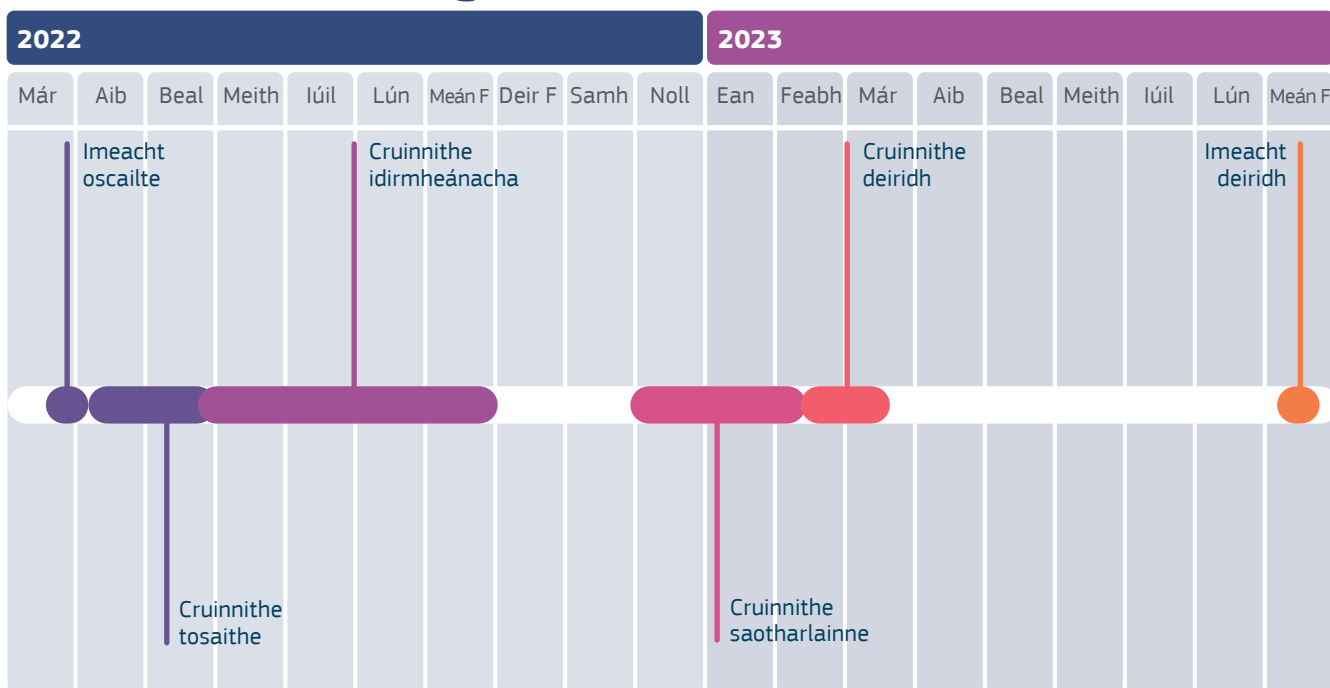 2022 2023
Már Aib Beal Meith Iúil Lún Meán F Deir F Samh Noll Ean Feabh Már Aib Beal Meith Iúil Lún Meán F
Imeacht
oscailte
Cruinnithe
idirmheánacha
Cruinnithe
deiridh
Imeacht
deiridh
Cruinnithe
tosaithe
Cruinnithe
saotharlainne